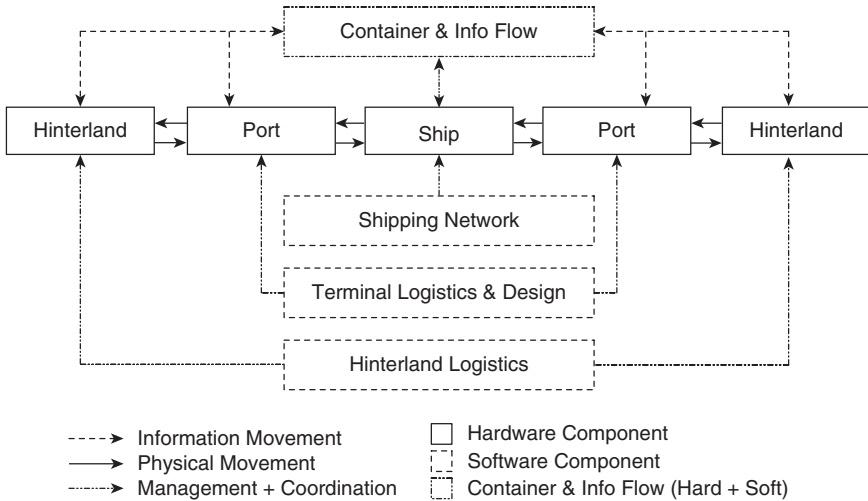 Container & Info Flow
Hinterland
Port
Ship
Port
Hinterland
Shipping Network
Terminal Logistics & Design
Hinterland Logistics
Information Movement
Physical Movement
Management + Coordination
Hardware Component
Software Component
Container & Info Flow (Hard + Soft)